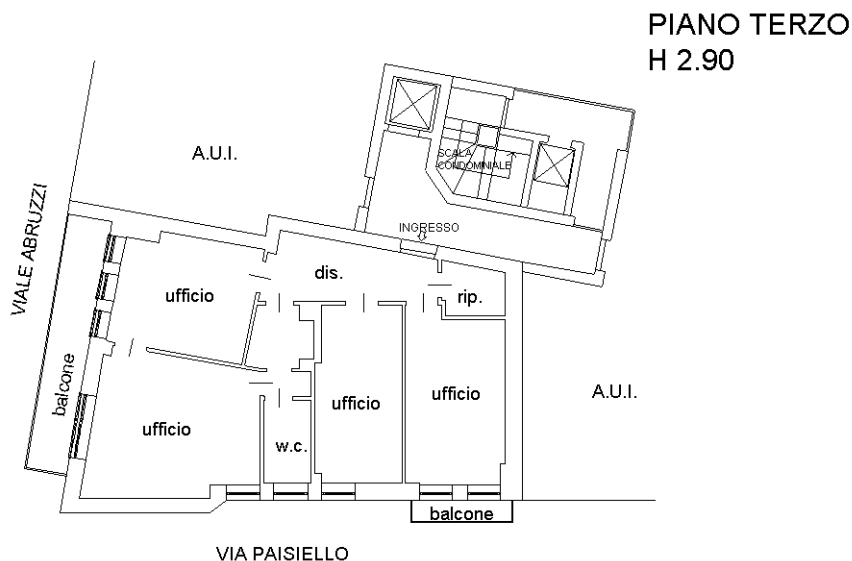 PIANO TERZO
H 2.90
A.U.I.
SCALA
CONDOMINIALE
VIALE ABRUZZI
INGRESSO
dis.
ufficio
rip.
balcone
ufficio
ufficio
ufficio
A.U.I.
w.c.
balcone
VIA PAISIELLO